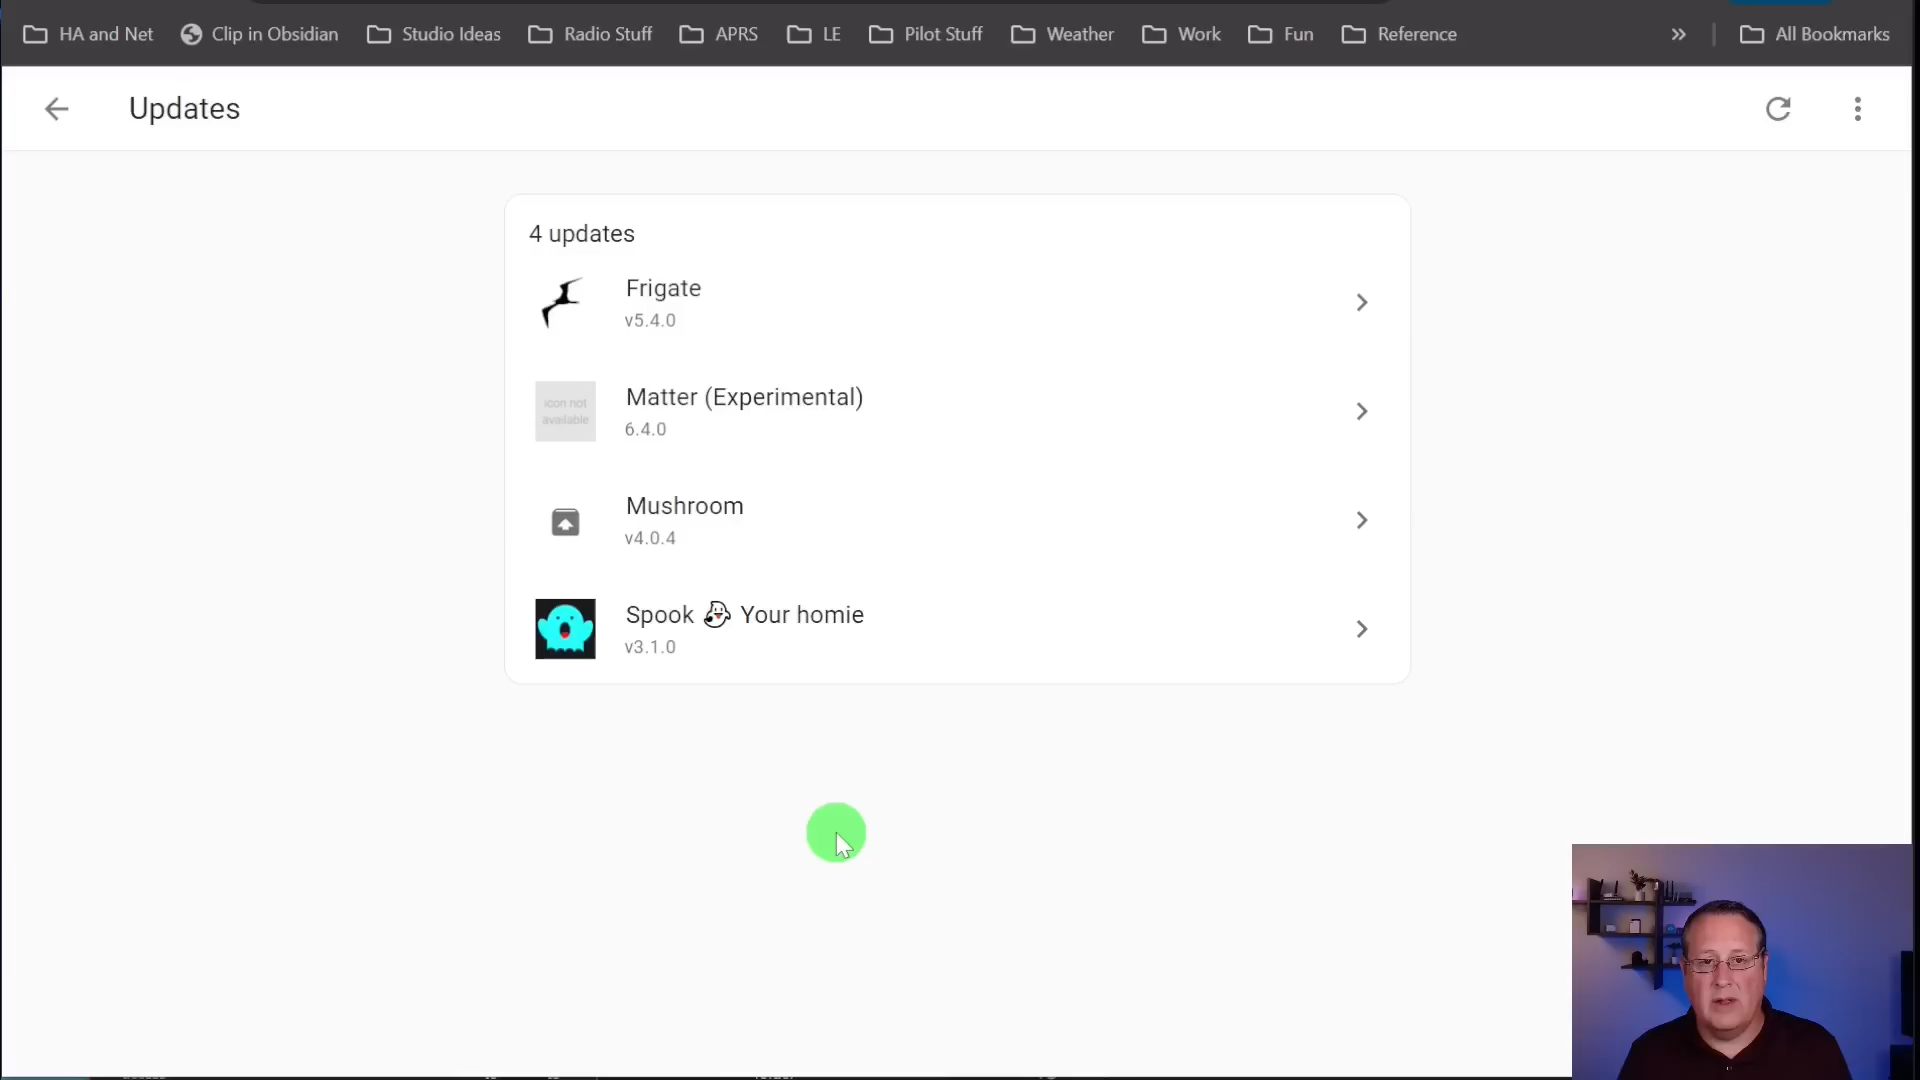 HA and Net
Clip in Obsidian
Studio Ideas
Radio Stuff
APRS
LE
Pilot Stuff
Weather
Work
Fun
Reference
All Bookmarks
Updates
4 updates
Frigate
v5.4.0
icon not
available
Matter (Experimental)
6.4.0
Mushroom
v4.0.4
Spook 👻 Your homie
v3.1.0